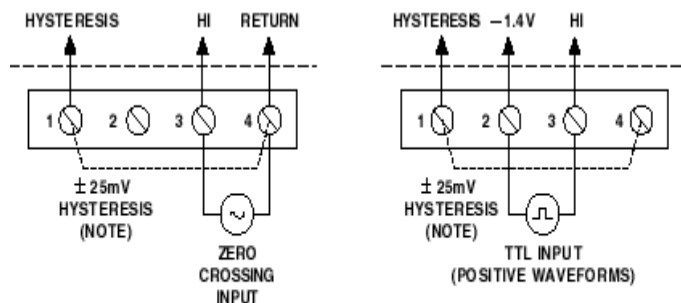 HYSTERESIS HI RETURN
1 2 3 4
± 25mV
HYSTERESIS
(NOTE)
ZERO
CROSSING
INPUT
HYSTERESIS –1.4V HI
1 2 3 4
± 25mV
HYSTERESIS
(NOTE)
TTL INPUT
(POSITIVE WAVEFORMS)